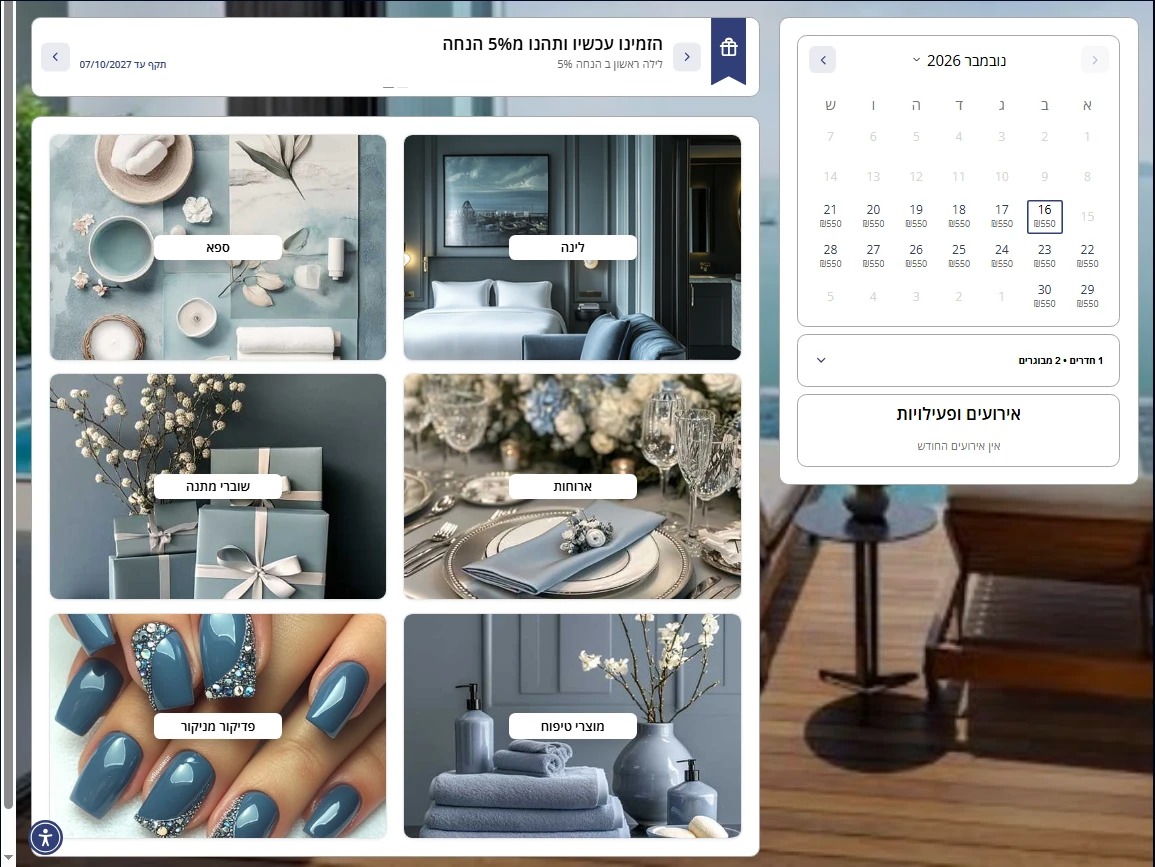 הזמינו עכשיו ותהנו מ5% הנחה
לילה ראשון ב הנחה 5%
תקף עד 07/10/2027
נובמבר 2026
א ב ג ד ה ו ש
1 2 3 4 5 6 7
8 9 10 11 12 13 14
15 16 17 18 19 20 21
₪550 ₪550 ₪550 ₪550 ₪550 ₪550
22 23 24 25 26 27 28
₪550 ₪550 ₪550 ₪550 ₪550 ₪550 ₪550
29 30 1 2 3 4 5
₪550 ₪550
1 חדרים • 2 מבוגרים
אירועים ופעילויות
אין אירועים החודש
לינה
ספא
ארוחות
שוברי מתנה
מוצרי טיפוח
פדיקור מניקור